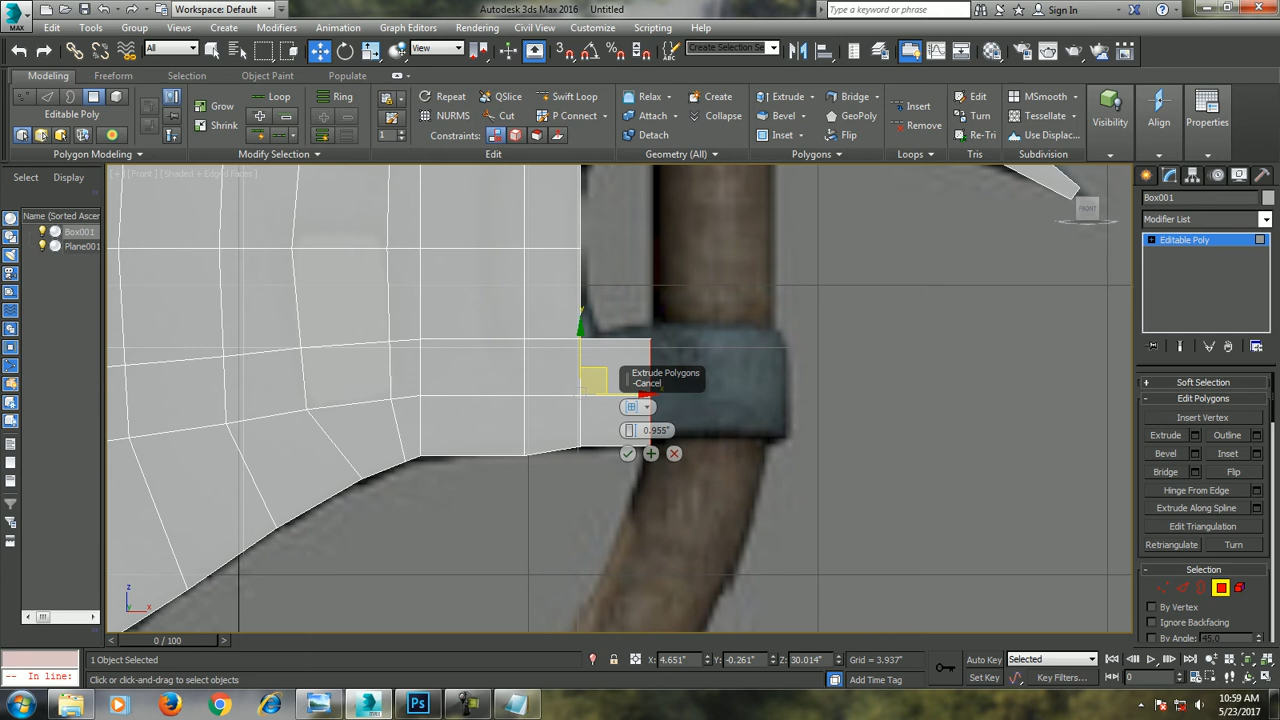 Workspace: Default
Autodesk 3ds Max 2016 Untitled
Type a keyword or phrase
Sign In
MAX
Edit Tools Group Views Create Modifiers Animation Graph Editors Rendering Civil View Customize Scripting Help
All
View
Create Selection Se
Modeling Freeform Selection Object Paint Populate
Loop Ring Repeat QSlice Swift Loop Relax Create Extrude Bridge Edit MSmooth
Grow Insert
NURMS Cut P Connect Attach Collapse Bevel GeoPoly Turn Tessellate
Editable Poly
Shrink Remove
1 Constraints: Detach Inset Flip Re-Tri Use Displac...
Visibility Align Properties
Polygon Modeling Modify Selection Edit Geometry (All) Polygons Loops Tris Subdivision
Select Display
[+] [Front] [Shaded + Edged Faces]
Name (Sorted Ascen
Box001
Plane001
FRONT
Box001
Modifier List
Editable Poly
Extrude Polygons
-Cancel
0.955"
Soft Selection
Edit Polygons
Insert Vertex
Extrude Outline
Bevel Inset
Bridge Flip
Hinge From Edge
Extrude Along Spline
Edit Triangulation
Retriangulate Turn
Selection
By Vertex
Ignore Backfacing
By Angle: 45.0
y
x
z
x
y
0 / 100
1 Object Selected
X: 4.651" Y: -0.261" Z: 30.014" Grid = 3.937"
Auto Key Selected
-- In line:
Click or click-and-drag to select objects
Add Time Tag
Set Key Key Filters... 0
Ps
10:59 AM
5/23/2017